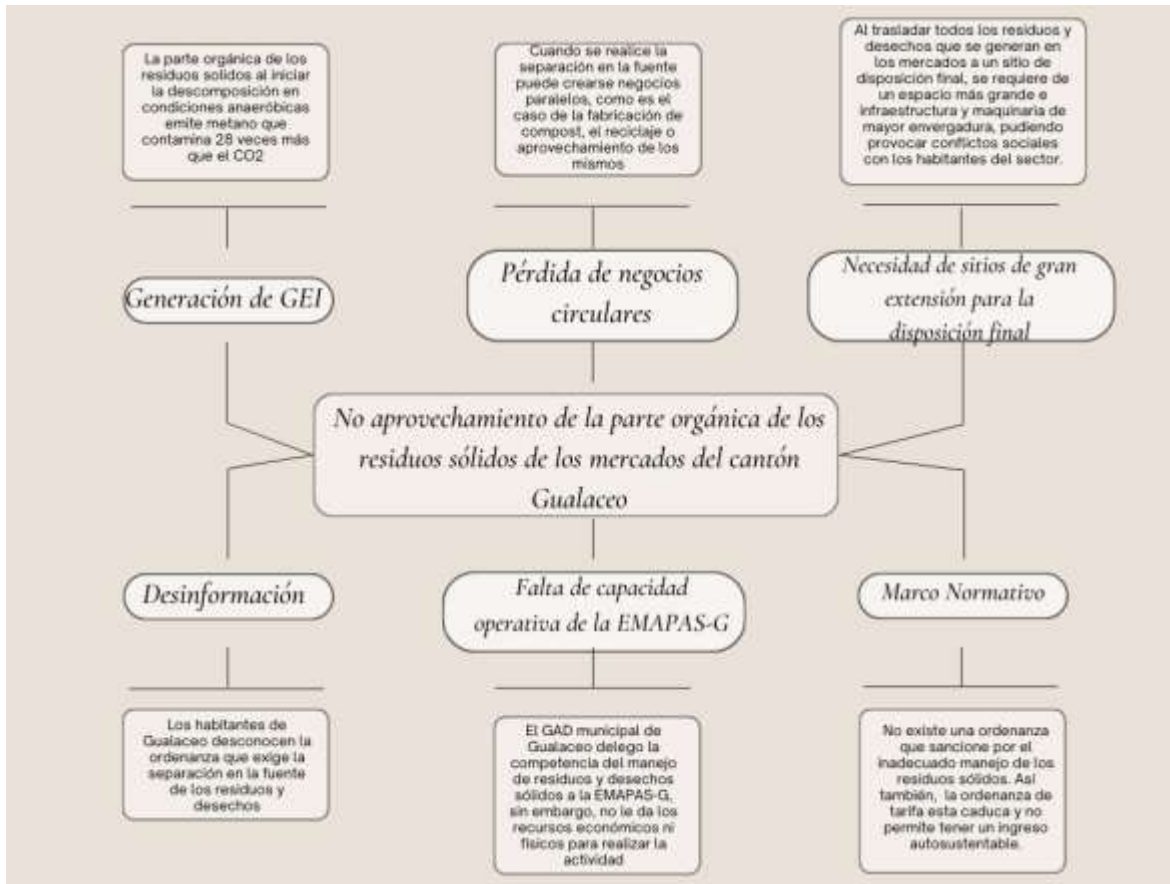 La parte orgánica de los
residuos solidos al iniciar
la descomposición en
condiciones anaeróbicas
emite metano que
contamina 28 veces más
que el CO2
Cuando se realice la
separación en la fuente
puede crearse negocios
paralelos, como es el
caso de la fabricación de
compost, el reciclaje o
aprovechamiento de los
mismos
Al trasladar todos los residuos y
desechos que se generan en
los mercados a un sitio de
disposición final, se requiere de
un espacio más grande e
infraestructura y maquinaria de
mayor envergadura, pudiendo
provocar conflictos sociales
con los habitantes del sector.
Generación de GEI
Pérdida de negocios
circulares
Necesidad de sitios de gran
extensión para la
disposición final
No aprovechamiento de la parte orgánica de los
residuos sólidos de los mercados del cantón
Gualaceo
Desinformación
Falta de capacidad
operativa de la EMAPAS-G
Marco Normativo
Los habitantes de
Gualaceo desconocen la
ordenanza que exige la
separación en la fuente
de los residuos y
desechos
El GAD municipal de
Gualaceo delego la
competencia del manejo
de residuos y desechos
sólidos a la EMAPAS-G,
sin embargo, no le da los
recursos económicos ni
físicos para realizar la
actividad
No existe una ordenanza
que sancione por el
inadecuado manejo de los
residuos sólidos. Así
también, la ordenanza de
tarifa esta caduca y no
permite tener un ingreso
autosustentable.